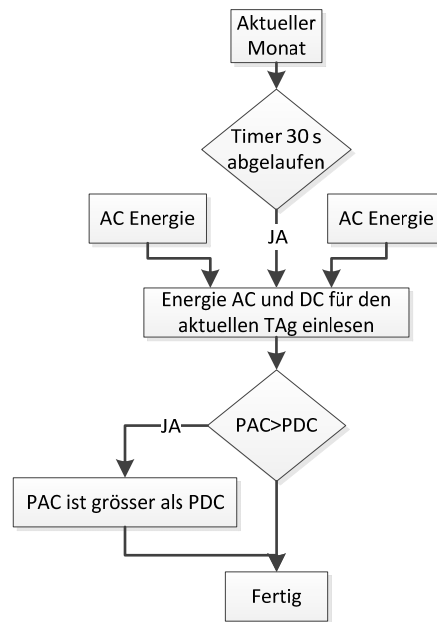 Aktueller
Monat
Timer 30 s
abgelaufen
AC Energie
AC Energie
JA
Energie AC und DC für den
aktuellen TAg einlesen
PAC>PDC
JA
PAC ist grösser als PDC
Fertig